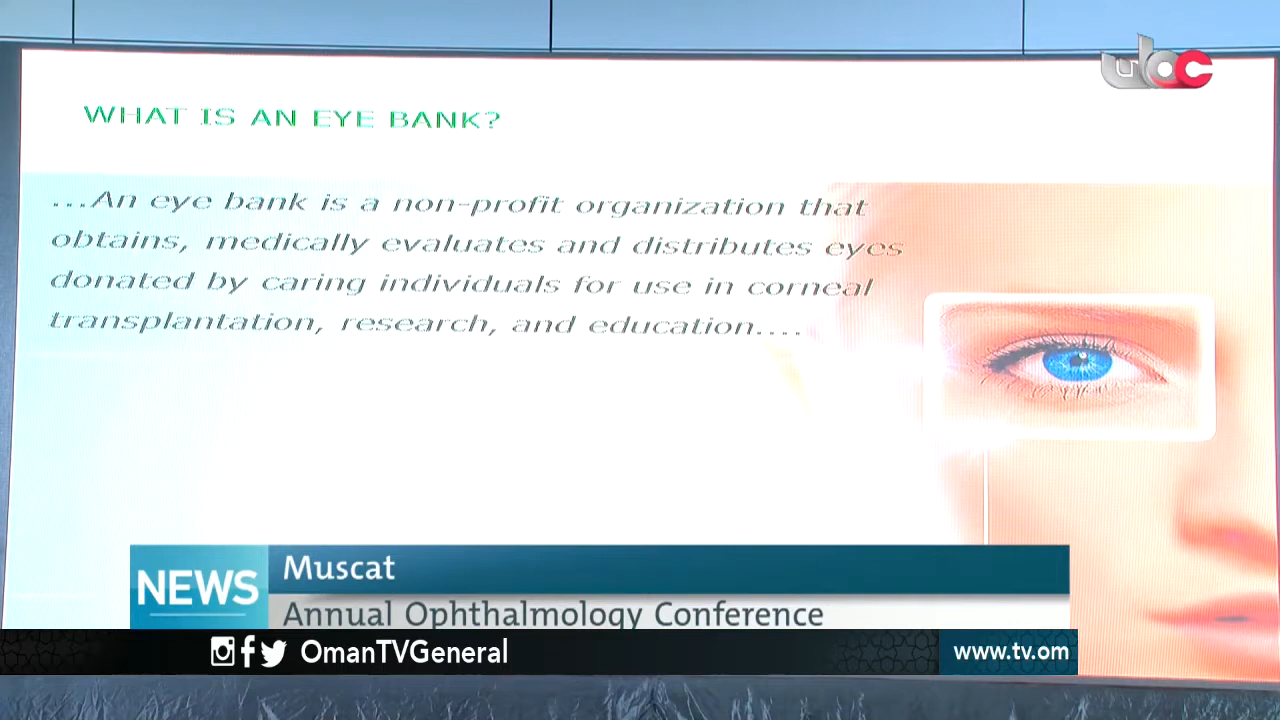 WHAT IS AN EYE BANK?
...An eye bank is a non-profit organization that
obtains, medically evaluates and distributes eyes
donated by caring individuals for use in corneal
transplantation, research, and education....
NEWS
Muscat
Annual Ophthalmology Conference
OmanTVGeneral
www.tv.om